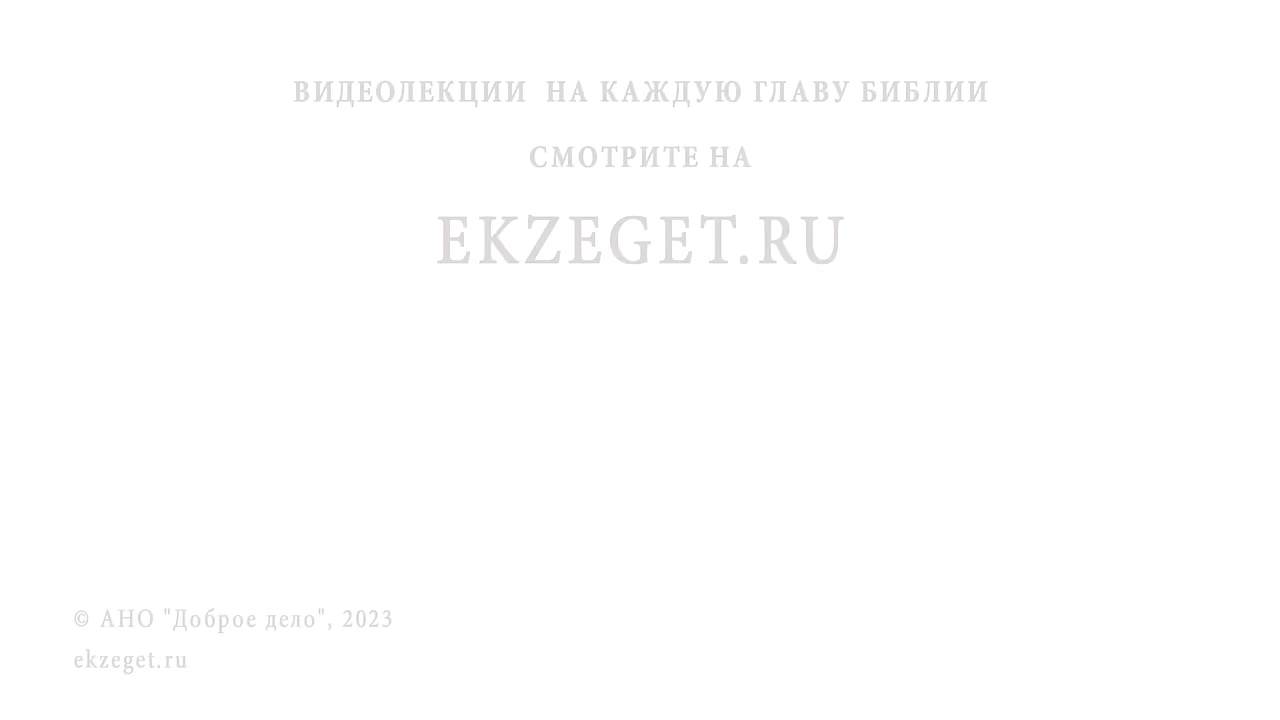 ВИДЕОЛЕКЦИИ НА КАЖДУЮ ГЛАВУ БИБЛИИ
СМОТРИТЕ НА
EKZEGET.RU
© АНО "Доброе дело", 2023
ekzeget.ru